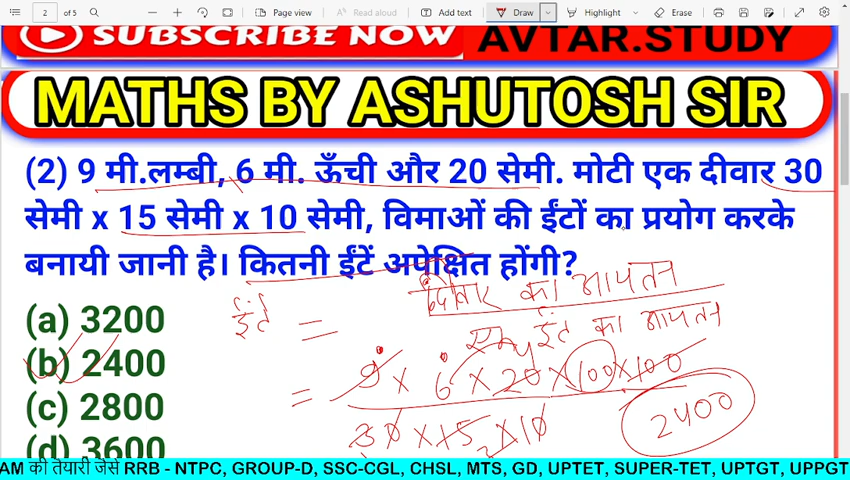 2 of 5 Page view Read aloud Add text Draw Highlight Erase Share
SUBSCRIBE NOW AVTAR.STUDY
MATHS BY ASHUTOSH SIR
(2) 9 मी.लम्बी, 6 मी. ऊँची और 20 सेमी. मोटी एक दीवार 30
सेमी x 15 सेमी x 10 सेमी, विमाओं की ईंटों का प्रयोग करके
बनायी जानी है। कितनी ईंटें अपेक्षित होंगी?
(a) 3200
(b) 2400
(c) 2800
(d) 3600
ईंटें = दीवार का आयतन
एक ईंट का आयतन
= 9 × 6 × 20 × 100 × 100
30 × 15 × 10
2400
AM की तैयारी जैसे RRB - NTPC, GROUP-D, SSC-CGL, CHSL, MTS, GD, UPTET, SUPER-TET, UPTGT, UPPGT